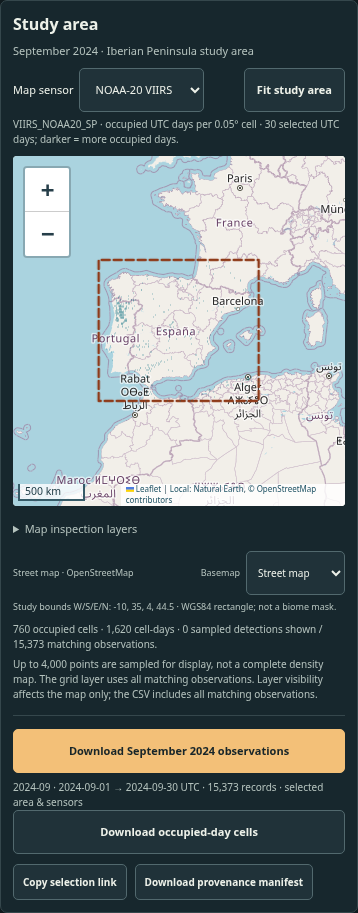 Study area
September 2024 · Iberian Peninsula study area
Map sensor NOAA-20 VIIRS Fit study area
VIIRS_NOAA20_SP · occupied UTC days per 0.05° cell · 30 selected UTC
days; darker = more occupied days.
+
−
Paris
France
Barcelona
España
Portugal
Rabat
ⵔⴱⴰⵟ
الرباط
Alger
الجزائر
تونس
تونس
Maroc ⵍⵎⵖⵔⵉⴱ
المغرب
500 km
Leaflet | Local: Natural Earth, © OpenStreetMap
contributors
▶ Map inspection layers
Street map · OpenStreetMap Basemap Street map
Study bounds W/S/E/N: -10, 35, 4, 44.5 · WGS84 rectangle; not a biome mask.
760 occupied cells · 1,620 cell-days · 0 sampled detections shown /
15,373 matching observations.
Up to 4,000 points are sampled for display, not a complete density
map. The grid layer uses all matching observations. Layer visibility
affects the map only; the CSV includes all matching observations.
Download September 2024 observations
2024-09 · 2024-09-01 → 2024-09-30 UTC · 15,373 records · selected
area & sensors
Download occupied-day cells
Copy selection link Download provenance manifest